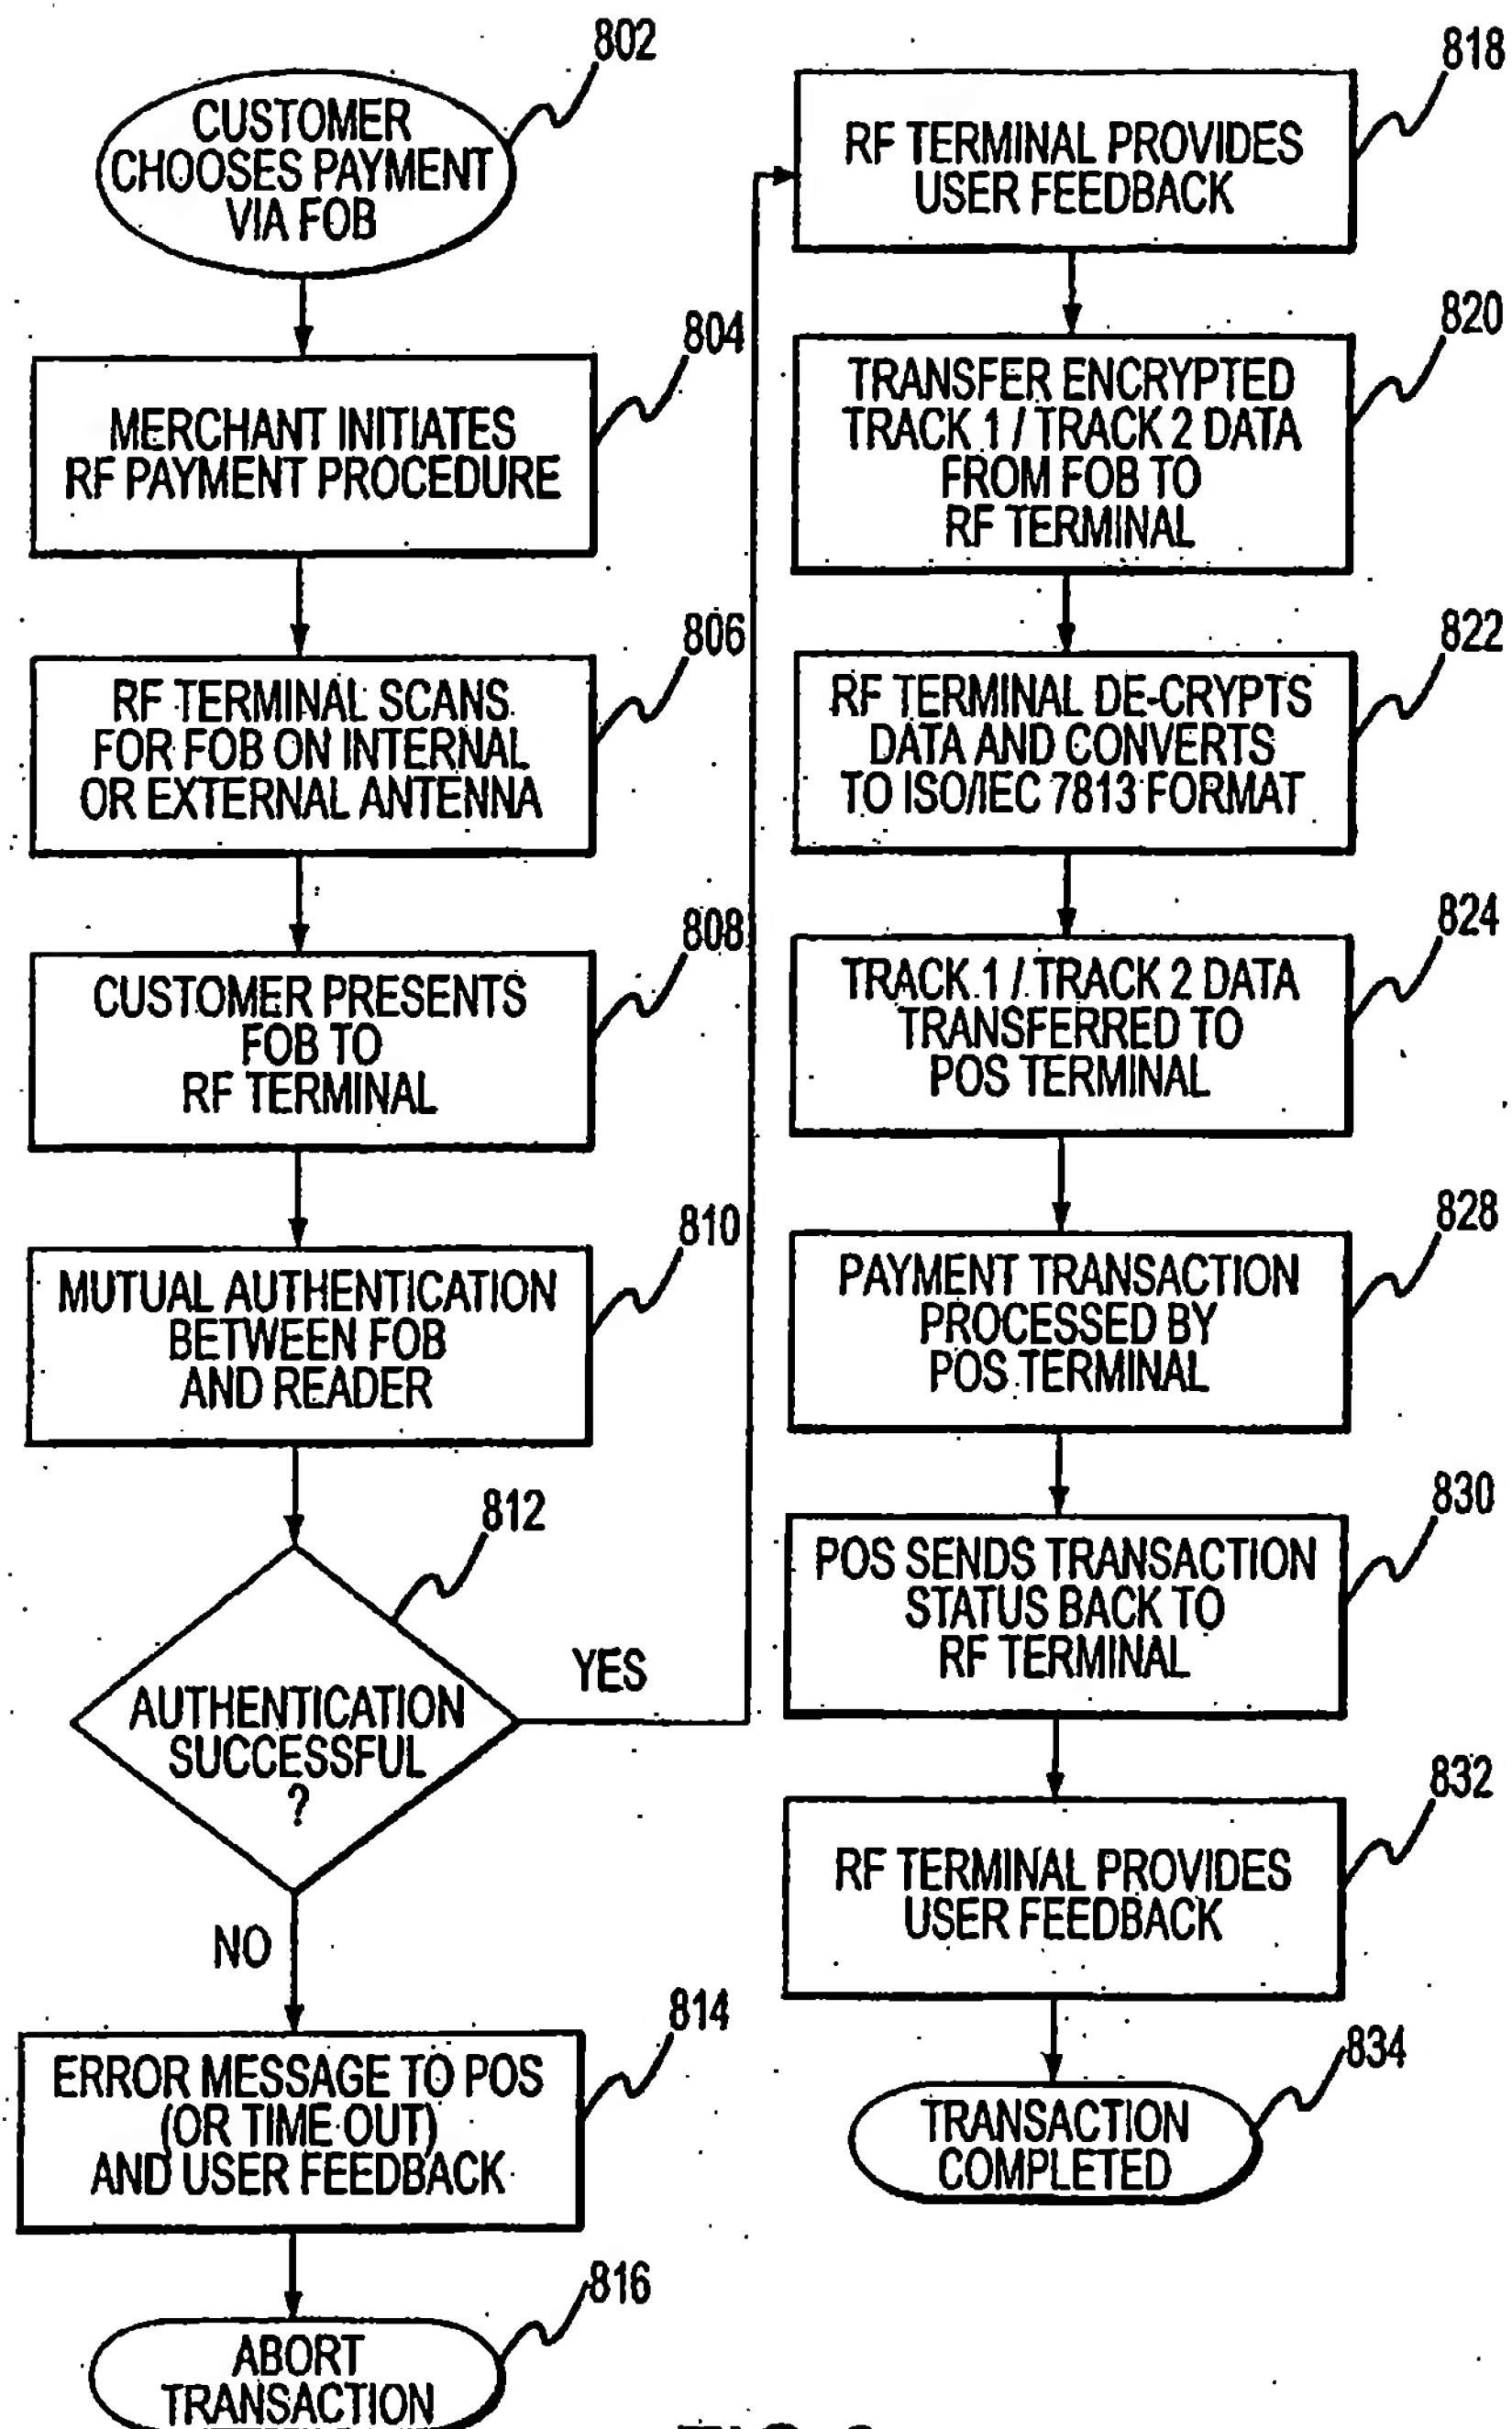 802
CUSTOMER
CHOOSES PAYMENT
VIA FOB
804
MERCHANT INITIATES
RF PAYMENT PROCEDURE
806
RF TERMINAL SCANS
FOR FOB ON INTERNAL
OR EXTERNAL ANTENNA
808
CUSTOMER PRESENTS
FOB TO
RF TERMINAL
810
MUTUAL AUTHENTICATION
BETWEEN FOB
AND READER
812
AUTHENTICATION
SUCCESSFUL
?
YES
NO
814
ERROR MESSAGE TO POS
(OR TIME OUT)
AND USER FEEDBACK
816
ABORT
TRANSACTION
818
RF TERMINAL PROVIDES
USER FEEDBACK
820
TRANSFER ENCRYPTED
TRACK 1 / TRACK 2 DATA
FROM FOB TO
RF TERMINAL
822
RF TERMINAL DE-CRYPTS
DATA AND CONVERTS
TO ISO/IEC 7813 FORMAT
824
TRACK 1 / TRACK 2 DATA
TRANSFERRED TO
POS TERMINAL
828
PAYMENT TRANSACTION
PROCESSED BY
POS TERMINAL
830
POS SENDS TRANSACTION
STATUS BACK TO
RF TERMINAL
832
RF TERMINAL PROVIDES
USER FEEDBACK
834
TRANSACTION
COMPLETED